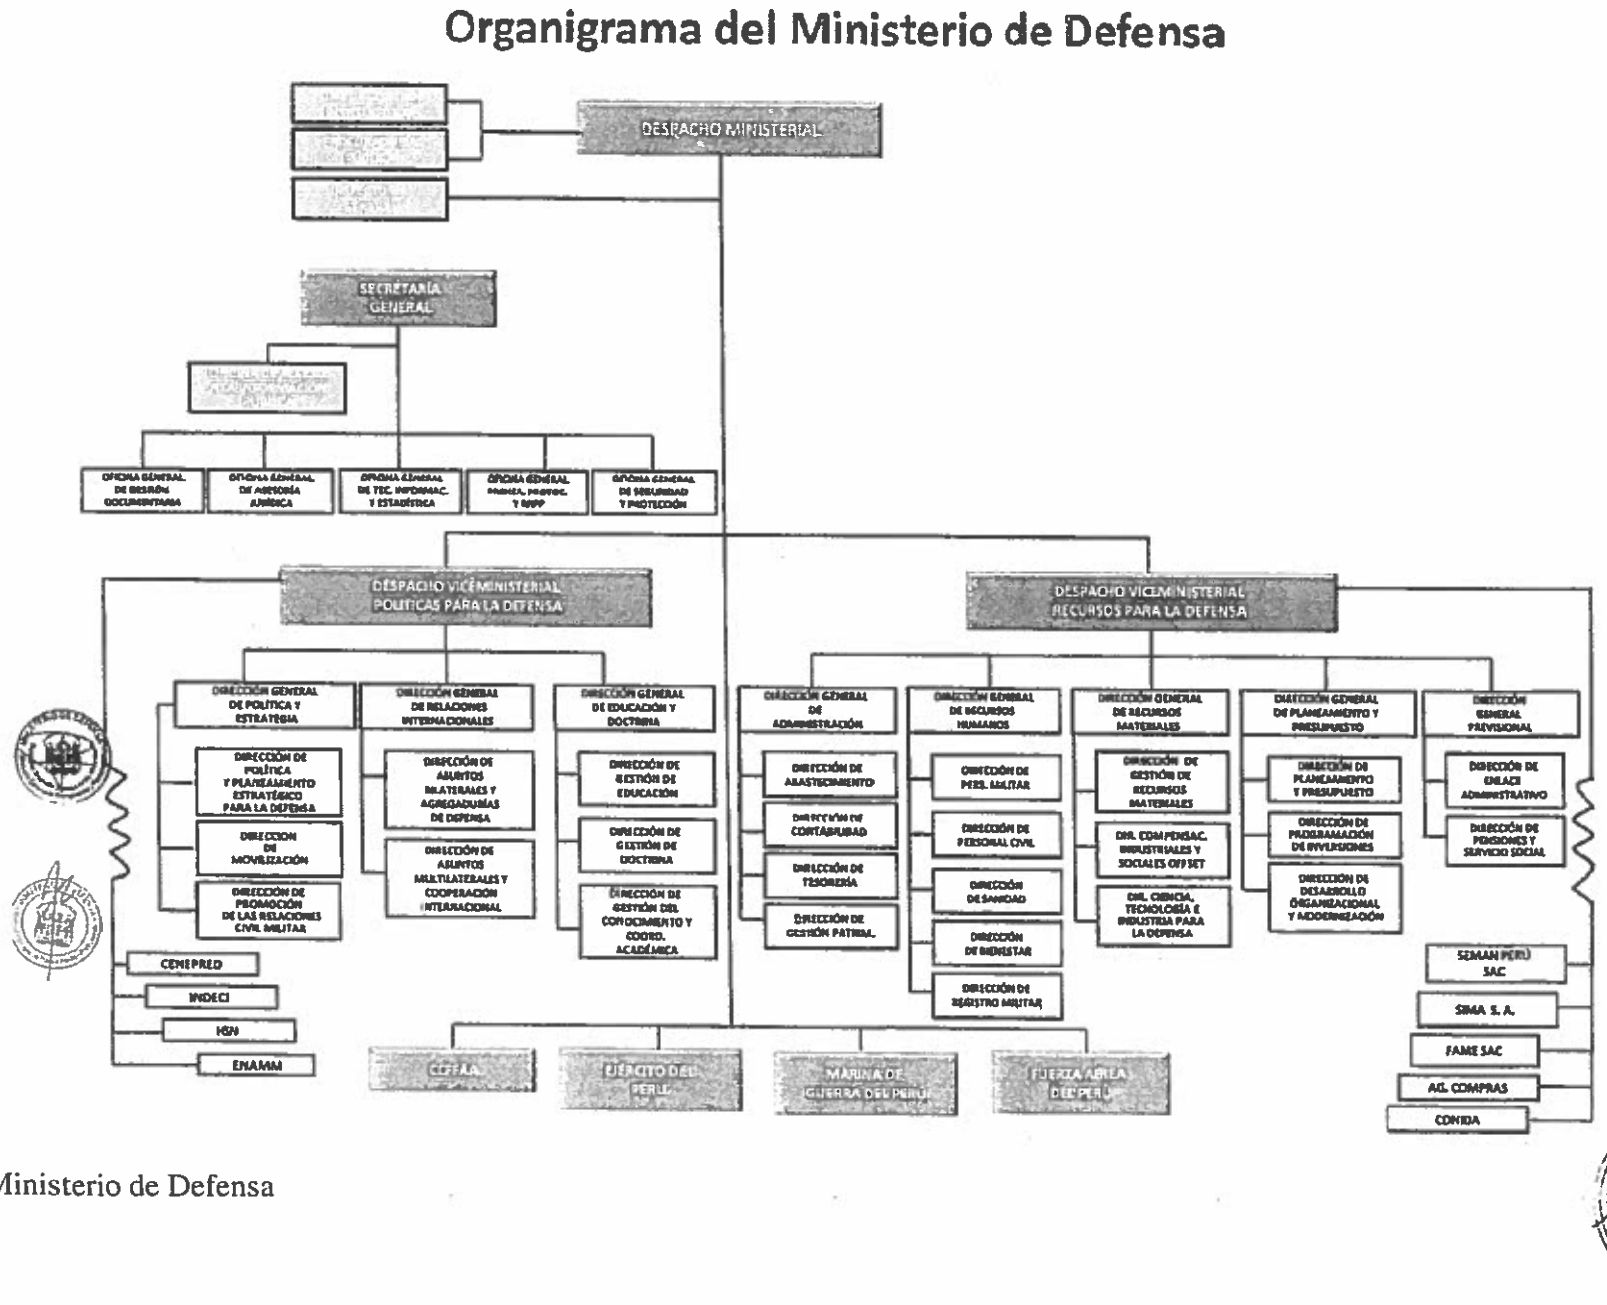 Organigrama del Ministerio de Defensa
DESPACHO MINISTERIAL
SECRETARÍA
GENERAL
OFICINA GENERAL
DE GESTIÓN
DOCUMENTARIA
OFICINA GENERAL
DE ASESORÍA
JURÍDICA
OFICINA GENERAL
DE TEC. INFORMAC.
Y ESTADÍSTICA
OFICINA GENERAL
PRENSA, PROTOC.
Y RRPP
OFICINA GENERAL
DE SEGURIDAD
Y PROTECCIÓN
DESPACHO VICEMINISTERIAL
POLITICAS PARA LA DEFENSA
DESPACHO VICEMINISTERIAL
RECURSOS PARA LA DEFENSA
DIRECCIÓN GENERAL
DE POLÍTICA Y
ESTRATEGIA
DIRECCIÓN DE
POLÍTICA
Y PLANEAMIENTO
ESTRATÉGICO
PARA LA DEFENSA
DIRECCION
DE
MOVILIZACIÓN
DIRECCIÓN DE
PROMOCIÓN
DE LAS RELACIONES
CIVIL MILITAR
DIRECCIÓN GENERAL
DE RELACIONES
INTERNACIONALES
DIRECCIÓN DE
ASUNTOS
BILATERALES Y
AGREGADURÍAS
DE DEFENSA
DIRECCIÓN DE
ASUNTOS
MULTILATERALES Y
COOPERACIÓN
INTERNACIONAL
DIRECCIÓN GENERAL
DE EDUCACIÓN Y
DOCTRINA
DIRECCIÓN DE
GESTIÓN DE
EDUCACIÓN
DIRECCIÓN DE
GESTIÓN DE
DOCTRINA
DIRECCIÓN DE
GESTIÓN DEL
CONOCIMIENTO Y
COORD.
ACADÉMICA
DIRECCIÓN GENERAL
DE
ADMINISTRACIÓN
DIRECCIÓN DE
ABASTECIMIENTO
DIRECCIÓN DE
CONTABILIDAD
DIRECCIÓN DE
TESORERÍA
DIRECCIÓN DE
GESTIÓN PATRIM.
DIRECCIÓN GENERAL
DE RECURSOS
HUMANOS
DIRECCIÓN DE
PERS. MILITAR
DIRECCIÓN DE
PERSONAL CIVIL
DIRECCIÓN
DE SANIDAD
DIRECCIÓN
DE BIENESTAR
DIRECCIÓN DE
REGISTRO MILITAR
DIRECCIÓN GENERAL
DE RECURSOS
MATERIALES
DIRECCIÓN DE
GESTIÓN DE
RECURSOS
MATERIALES
DIR. COMPENSAC.
INDUSTRIALES Y
SOCIALES OFFSET
DIR. CIENCIA,
TECNOLOGÍA E
INDUSTRIA PARA
LA DEFENSA
DIRECCIÓN GENERAL
DE PLANEAMIENTO Y
PRESUPUESTO
DIRECCIÓN DE
PLANEAMIENTO
Y PRESUPUESTO
DIRECCIÓN DE
PROGRAMACIÓN
DE INVERSIONES
DIRECCIÓN DE
DESARROLLO
ORGANIZACIONAL
Y MODERNIZACIÓN
DIRECCIÓN
GENERAL
PREVISIONAL
DIRECCIÓN DE
ENLACE
ADMINISTRATIVO
DIRECCIÓN DE
PENSIONES Y
SERVICIO SOCIAL
CENEPRED
INDECI
IGN
ENAMM
SEMAN PERÚ
SAC
SIMA S. A.
FAME SAC
AG. COMPRAS
CONIDA
CCFFAA
EJÉRCITO DEL
PERÚ
MARINA DE
GUERRA DEL PERÚ
FUERZA AÉREA
DEL PERÚ
Ministerio de Defensa